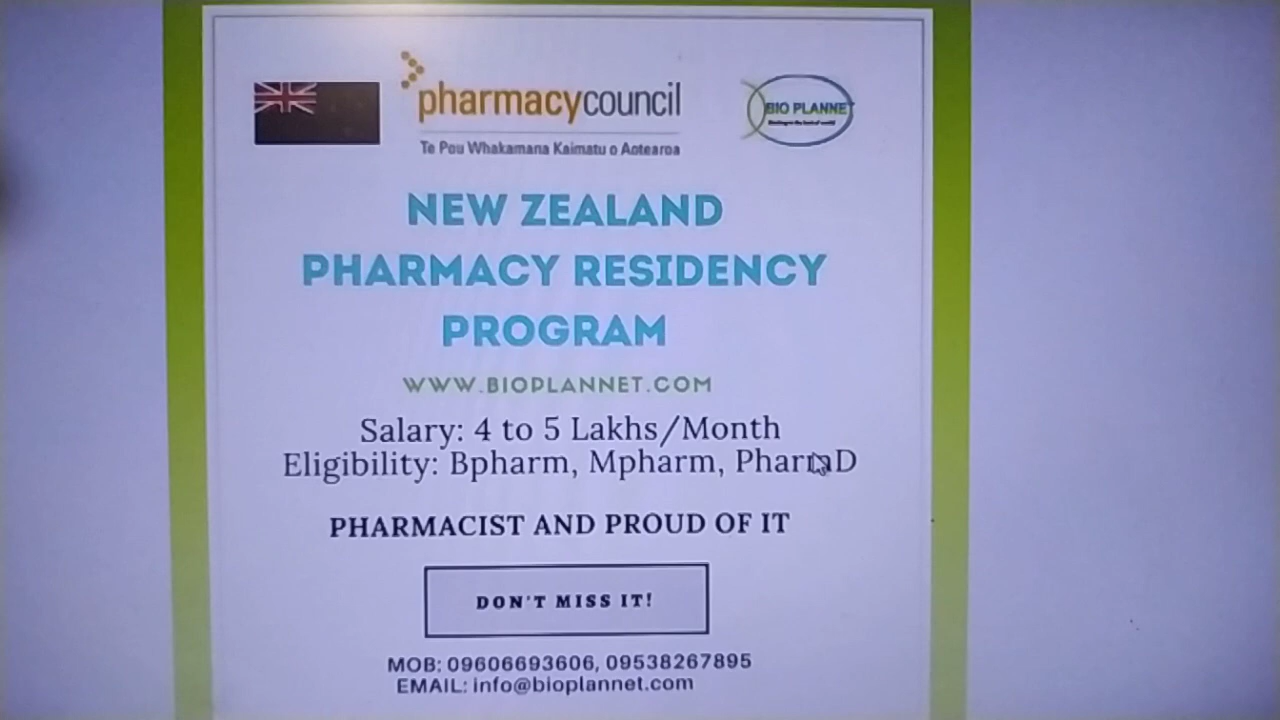 pharmacycouncil
Te Pou Whakamana Kaimatu o Aotearoa
BIO PLANNET
NEW ZEALAND
PHARMACY RESIDENCY
PROGRAM
WWW.BIOPLANNET.COM
Salary: 4 to 5 Lakhs/Month
Eligibility: Bpharm, Mpharm, PharmD
PHARMACIST AND PROUD OF IT
DON'T MISS IT!
MOB: 09606693606, 09538267895
EMAIL: info@bioplannet.com